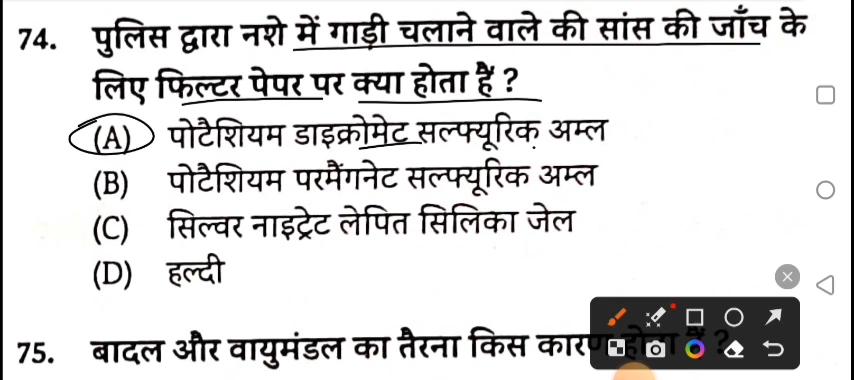 74. पुलिस द्वारा नशे में गाड़ी चलाने वाले की सांस की जाँच के
लिए फिल्टर पेपर पर क्या होता हैं ?
(A) पोटैशियम डाइक्रोमेट सल्फ्यूरिक अम्ल
(B) पोटैशियम परमैंगनेट सल्फ्यूरिक अम्ल
(C) सिल्वर नाइट्रेट लेपित सिलिका जेल
(D) हल्दी
75. बादल और वायुमंडल का तैरना किस कारण होता हैं ?